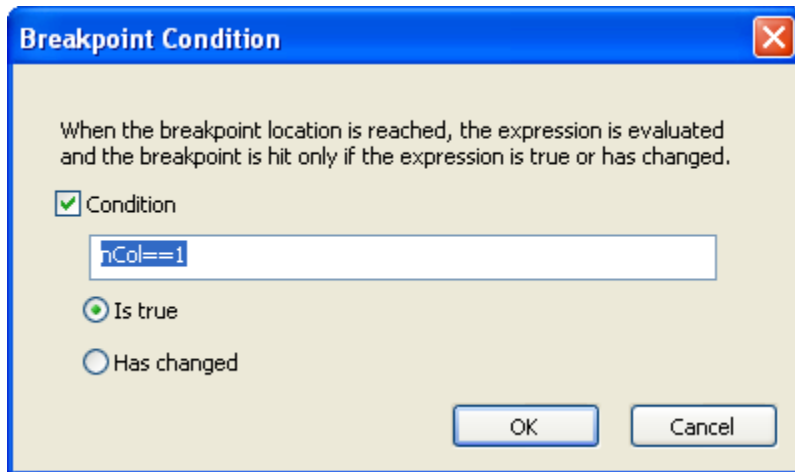 Breakpoint Condition
When the breakpoint location is reached, the expression is evaluated
and the breakpoint is hit only if the expression is true or has changed.
Condition
nCol==1
Is true
Has changed
OK Cancel